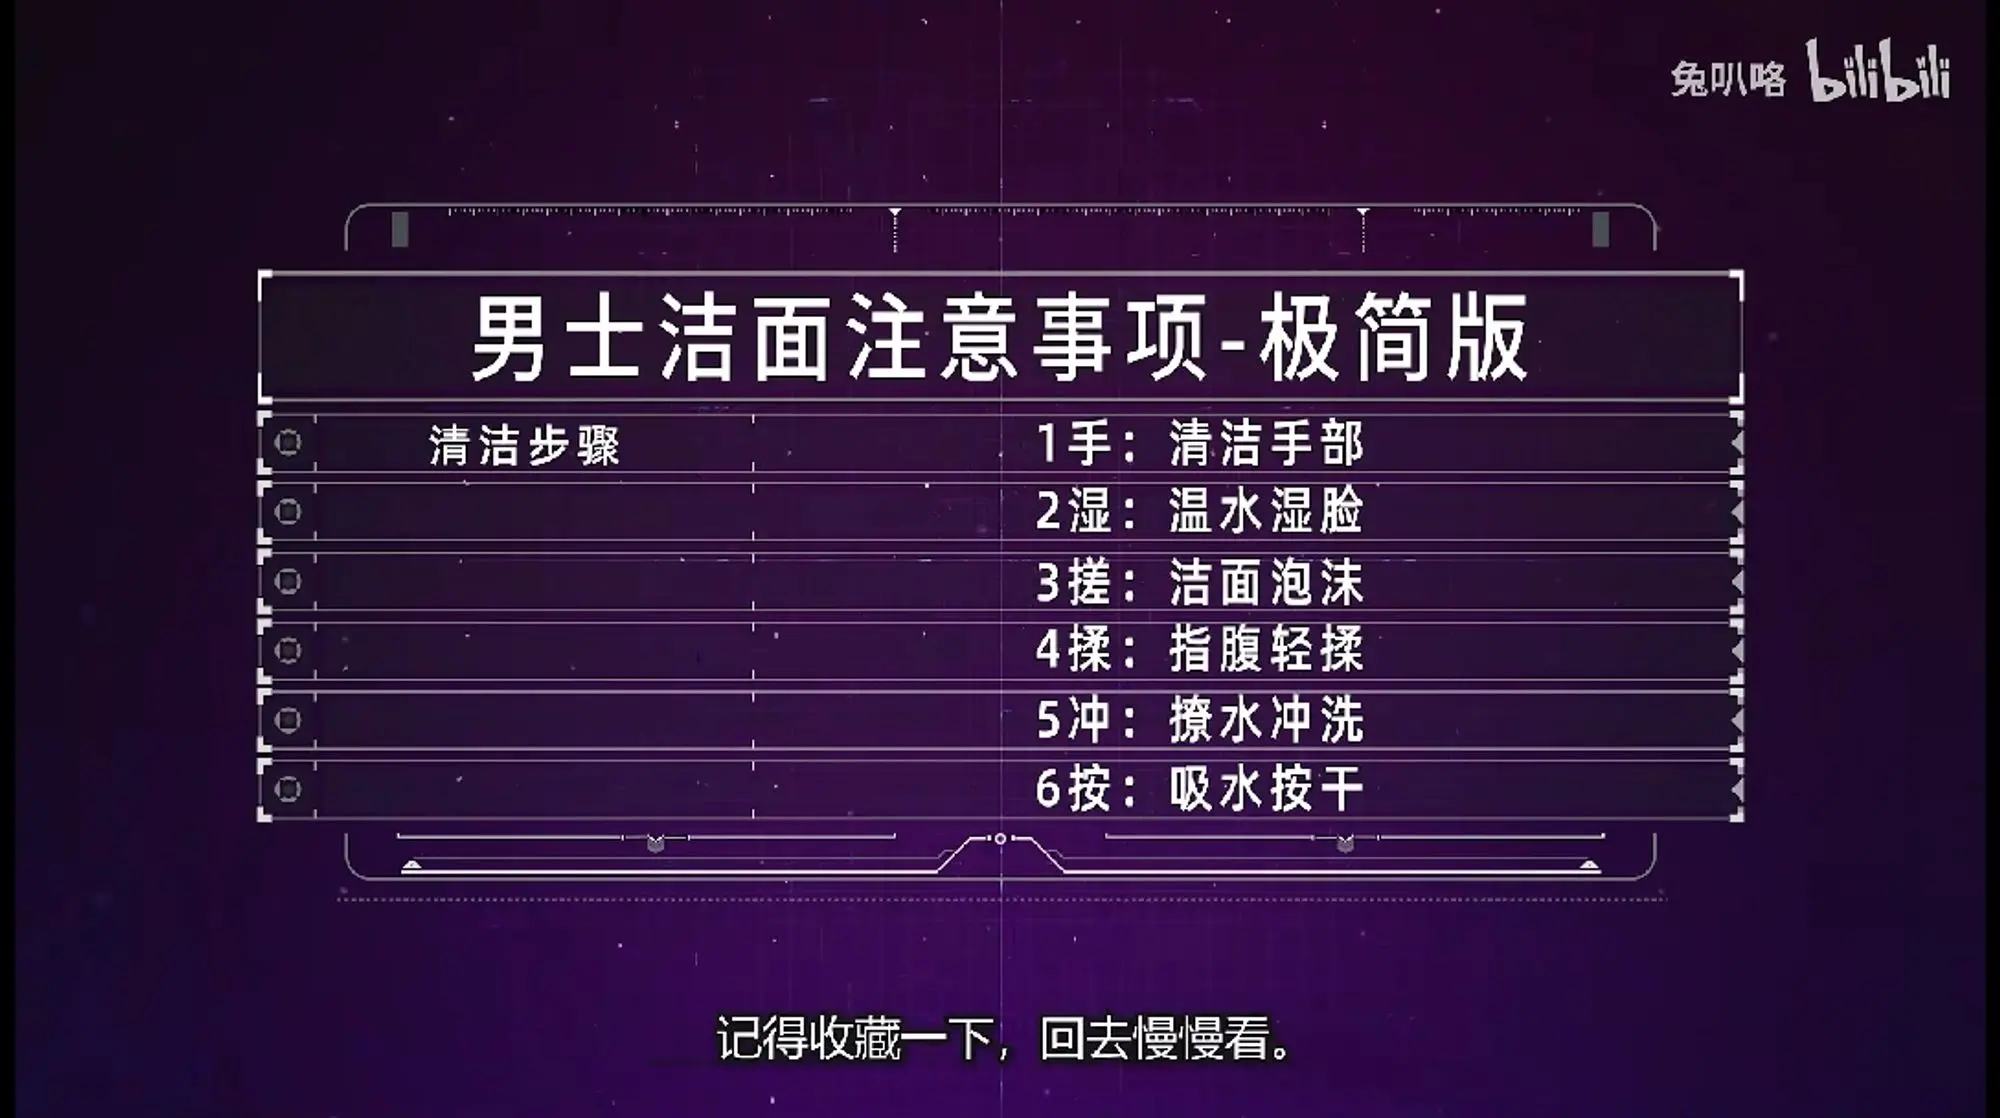 兔叭咯 bilibili
男士洁面注意事项-极简版
清洁步骤 1手：清洁手部
2湿：温水湿脸
3搓：洁面泡沫
4揉：指腹轻揉
5冲：撩水冲洗
6按：吸水按干
记得收藏一下，回去慢慢看。